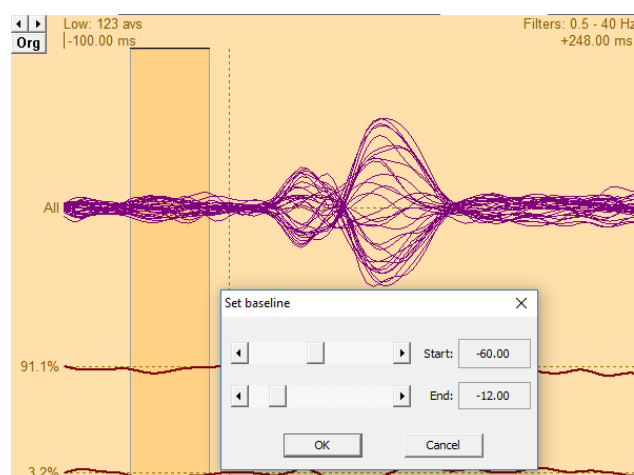 Low: 123 avs
Filters: 0.5 - 40 Hz
Org
-100.00 ms
+248.00 ms
All
Set baseline
Start:
-60.00
91.1%
End:
-12.00
OK
Cancel
3.2%